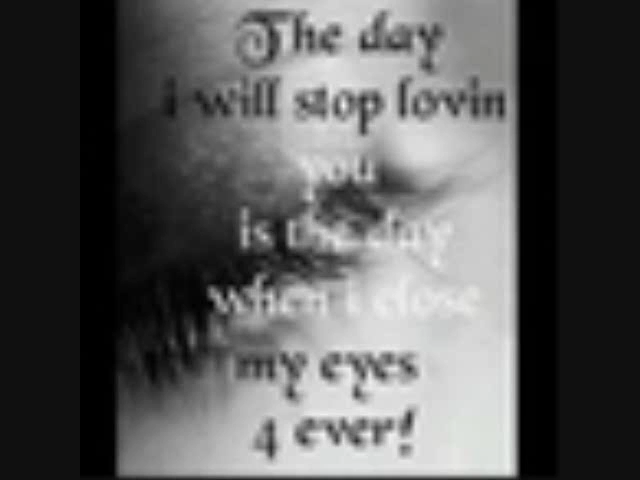 The day
i will stop lovin
you
is the day
when i close
my eyes
4 ever!